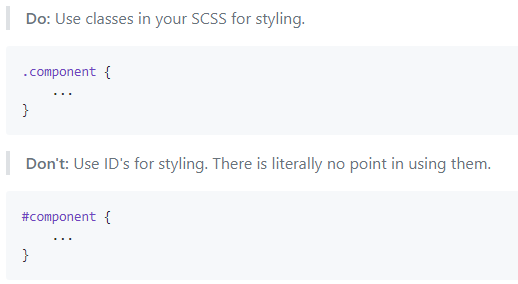 Do: Use classes in your SCSS for styling.
.component {
    ...
}
Don't: Use ID's for styling. There is literally no point in using them.
#component {
    ...
}